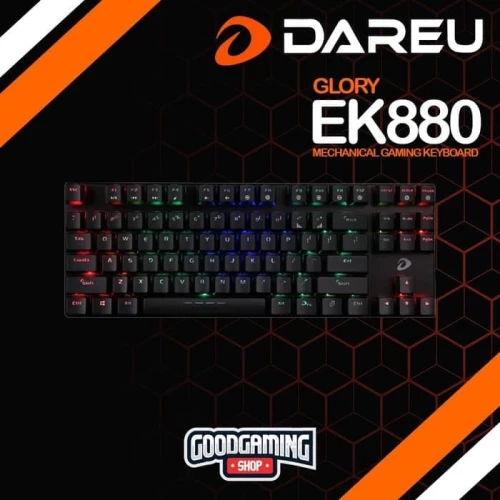 DAREU
GLORY
EK880
MECHANICAL GAMING KEYBOARD
Q W E R T Y U I O P
A S D F G H J K L
Z X C V B N M
GOODGAMING
SHOP